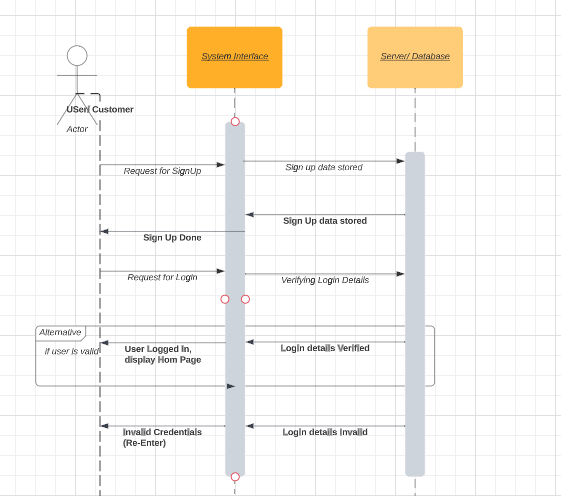 System Interface
Server/ Database
USer/ Customer
Actor
Request for SignUp
Sign up data stored
Sign Up data stored
Sign Up Done
Request for LogIn
Verifying Login Details
Alternative
If user is valid
User Logged In,
display Hom Page
Login details Verified
Invalid Credentials
(Re-Enter)
Login details Invalid